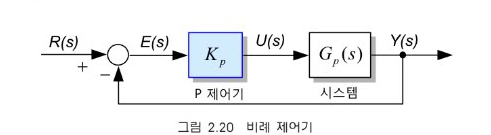 R(s) E(s) U(s) Y(s)
K_p G_p(s)
+ −
P 제어기 시스템
그림 2.20 비례 제어기